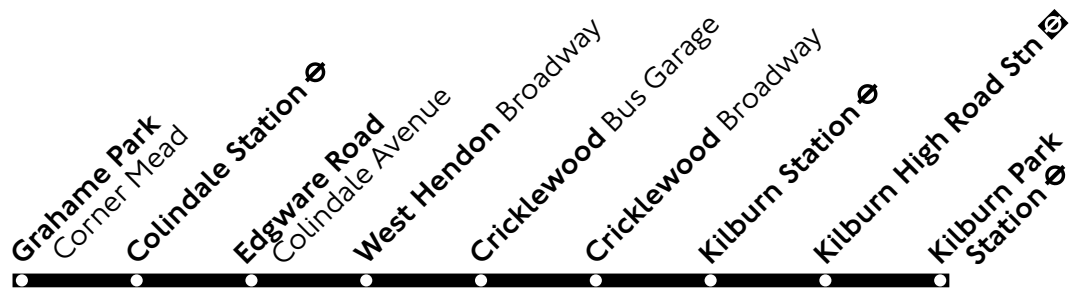 Grahame Park
Corner Mead
Colindale Station
Edgware Road
Colindale Avenue
West Hendon Broadway
Cricklewood Bus Garage
Cricklewood Broadway
Kilburn Station
Kilburn High Road Stn
Kilburn Park
Station